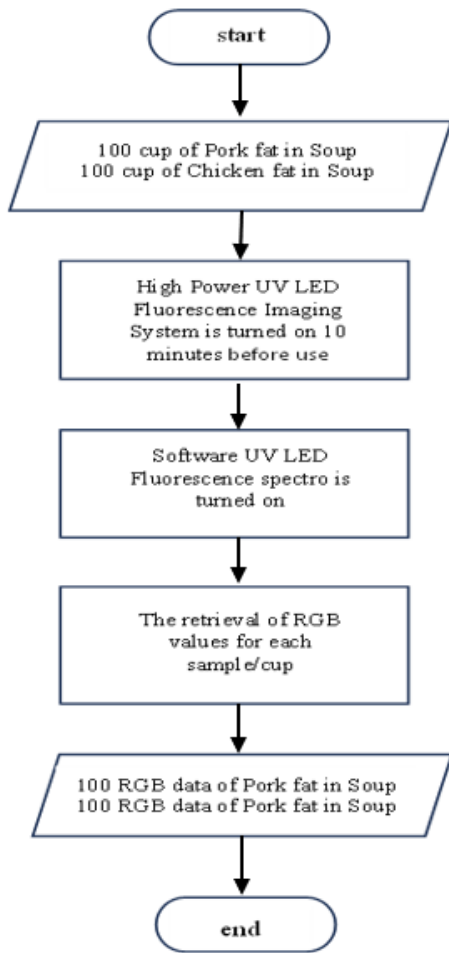 start
100 cup of Pork fat in Soup
100 cup of Chicken fat in Soup
High Power UV LED
Fluorescence Imaging
System is turned on 10
minutes before use
Software UV LED
Fluorescence spectro is
turned on
The retrieval of RGB
values for each
sample/cup
100 RGB data of Pork fat in Soup
100 RGB data of Pork fat in Soup
end